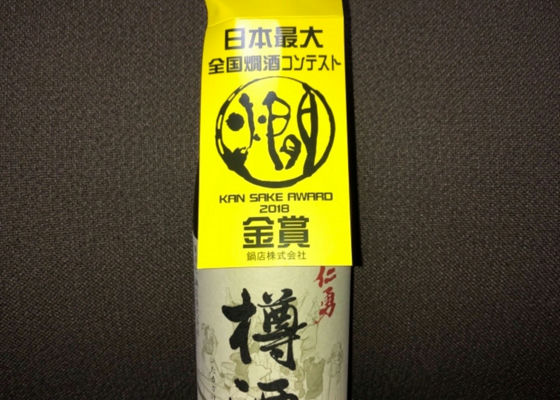 日本最大
全国燗酒コンテスト
燗
KAN SAKE AWARD
2018
金賞
鍋店株式会社
仁勇
樽酒